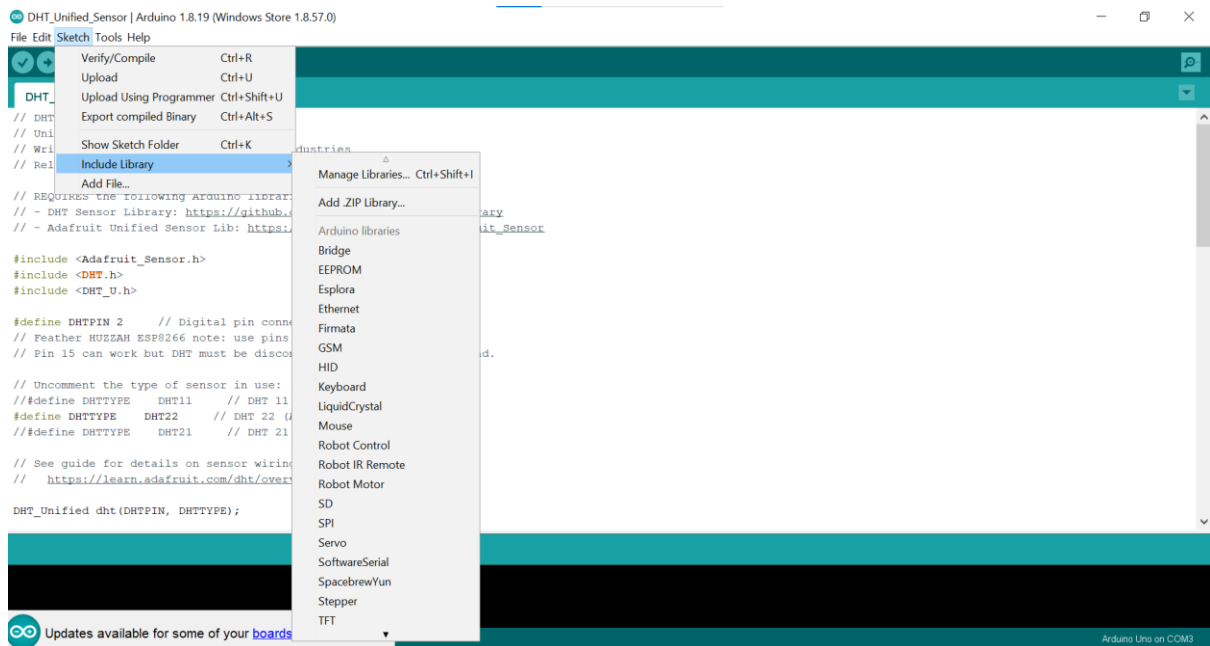 DHT_Unified_Sensor | Arduino 1.8.19 (Windows Store 1.8.57.0)
File Edit Sketch Tools Help
Verify/Compile Ctrl+R
Upload Ctrl+U
Upload Using Programmer Ctrl+Shift+U
Export compiled Binary Ctrl+Alt+S
Show Sketch Folder Ctrl+K
Include Library
Add File...
Manage Libraries... Ctrl+Shift+I
Add .ZIP Library...
Arduino libraries
Bridge
EEPROM
Esplora
Ethernet
Firmata
GSM
HID
Keyboard
LiquidCrystal
Mouse
Robot Control
Robot IR Remote
Robot Motor
SD
SPI
Servo
SoftwareSerial
SpacebrewYun
Stepper
TFT
DHT_
// DHT
// Uni
// Wri dustries
// Rel
// REQUIRES the following Arduino librar
// - DHT Sensor Library: https://github. rary
// - Adafruit Unified Sensor Lib: https: it_Sensor
#include <Adafruit_Sensor.h>
#include <DHT.h>
#include <DHT_U.h>
#define DHTPIN 2 // Digital pin conne
// Feather HUZZAH ESP8266 note: use pins
// Pin 15 can work but DHT must be disco d.
// Uncomment the type of sensor in use:
//#define DHTTYPE DHT11 // DHT 11
#define DHTTYPE DHT22 // DHT 22 (
//#define DHTTYPE DHT21 // DHT 21
// See guide for details on sensor wiring
// https://learn.adafruit.com/dht/over
DHT_Unified dht(DHTPIN, DHTTYPE);
Updates available for some of your boards
Arduino Uno on COM3